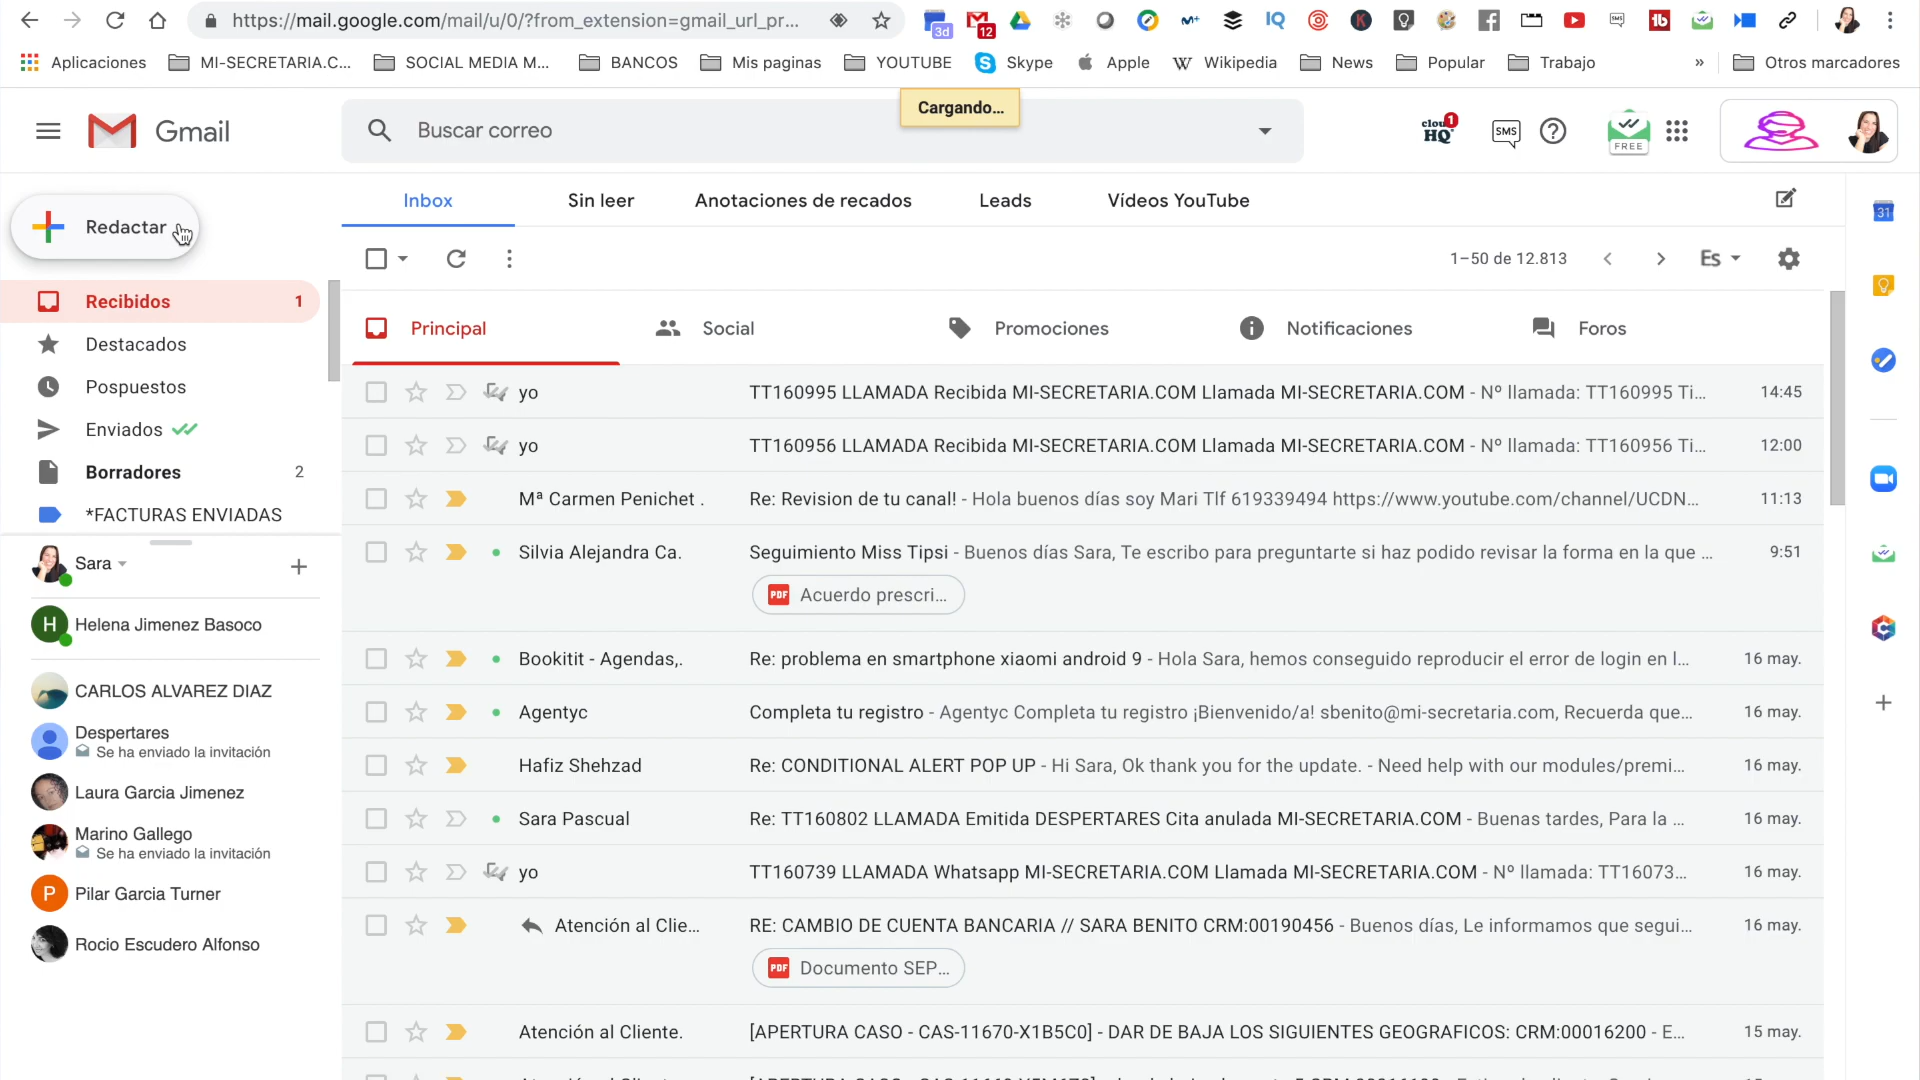 https://mail.google.com/mail/u/0/?from_extension=gmail_url_pr...
3d
12
Aplicaciones
MI-SECRETARIA.C...
SOCIAL MEDIA M...
BANCOS
Mis paginas
YOUTUBE
Skype
Apple
Wikipedia
News
Popular
Trabajo
»
Otros marcadores
Cargando...
Gmail
Buscar correo
cloud HQ 1
SMS
FREE
Redactar
Inbox
Sin leer
Anotaciones de recados
Leads
Vídeos YouTube
31
1–50 de 12.813
Es
Recibidos 1
Destacados
Pospuestos
Enviados
Borradores 2
*FACTURAS ENVIADAS
Sara
H Helena Jimenez Basoco
CARLOS ALVAREZ DIAZ
Despertares
Se ha enviado la invitación
Laura Garcia Jimenez
Marino Gallego
Se ha enviado la invitación
P Pilar Garcia Turner
Rocio Escudero Alfonso
Principal
Social
Promociones
Notificaciones
Foros
yo TT160995 LLAMADA Recibida MI-SECRETARIA.COM Llamada MI-SECRETARIA.COM - Nº llamada: TT160995 Ti... 14:45
yo TT160956 LLAMADA Recibida MI-SECRETARIA.COM Llamada MI-SECRETARIA.COM - Nº llamada: TT160956 Ti... 12:00
Mª Carmen Penichet . Re: Revision de tu canal! - Hola buenos días soy Mari Tlf 619339494 https://www.youtube.com/channel/UCDN... 11:13
Silvia Alejandra Ca. Seguimiento Miss Tipsi - Buenos días Sara, Te escribo para preguntarte si haz podido revisar la forma en la que ... 9:51
PDF Acuerdo prescri...
Bookitit - Agendas,. Re: problema en smartphone xiaomi android 9 - Hola Sara, hemos conseguido reproducir el error de login en l... 16 may.
Agentyc Completa tu registro - Agentyc Completa tu registro ¡Bienvenido/a! sbenito@mi-secretaria.com, Recuerda que... 16 may.
Hafiz Shehzad Re: CONDITIONAL ALERT POP UP - Hi Sara, Ok thank you for the update. - Need help with our modules/premi... 16 may.
Sara Pascual Re: TT160802 LLAMADA Emitida DESPERTARES Cita anulada MI-SECRETARIA.COM - Buenas tardes, Para la ... 16 may.
yo TT160739 LLAMADA Whatsapp MI-SECRETARIA.COM Llamada MI-SECRETARIA.COM - Nº llamada: TT16073... 16 may.
Atención al Clie... RE: CAMBIO DE CUENTA BANCARIA // SARA BENITO CRM:00190456 - Buenos días, Le informamos que segui... 16 may.
PDF Documento SEP...
Atención al Cliente. [APERTURA CASO - CAS-11670-X1B5C0] - DAR DE BAJA LOS SIGUIENTES GEOGRAFICOS: CRM:00016200 - E... 15 may.